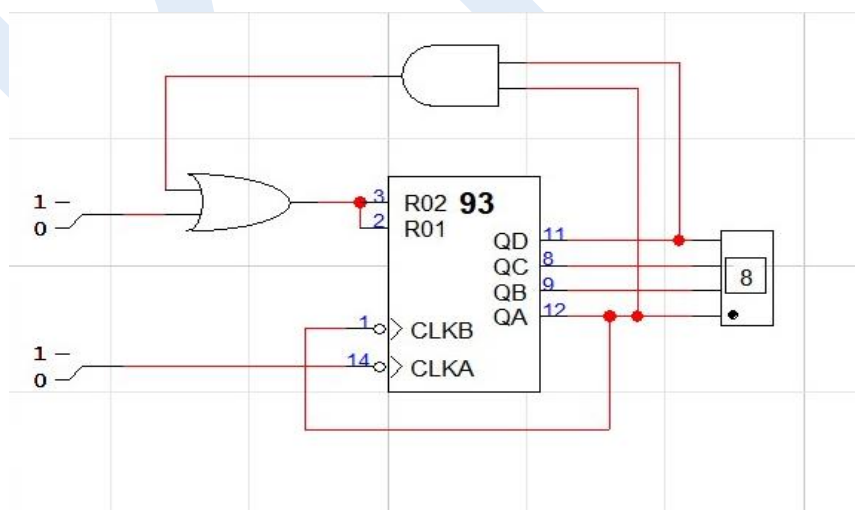 1
0
3 R02 93
2 R01
QD 11
QC 8
QB 9
QA 12
8
1 CLKB
1
0
14 CLKA